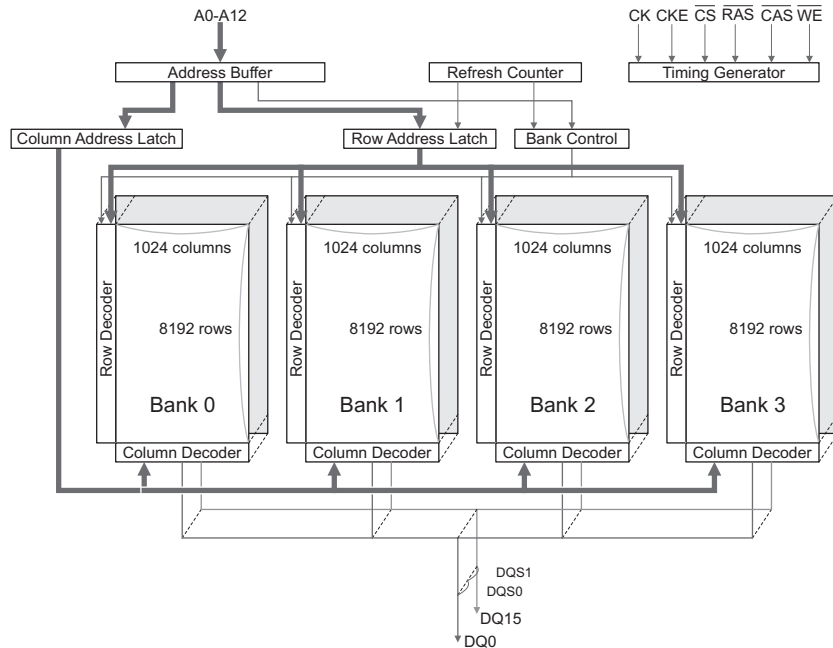 A0-A12
CK CKE CS RAS CAS WE
Address Buffer
Refresh Counter
Timing Generator
Column Address Latch
Row Address Latch
Bank Control
1024 columns
1024 columns
1024 columns
1024 columns
Row Decoder
Row Decoder
Row Decoder
Row Decoder
8192 rows
8192 rows
8192 rows
8192 rows
Bank 0
Bank 1
Bank 2
Bank 3
Column Decoder
Column Decoder
Column Decoder
Column Decoder
DQS1
DQS0
DQ15
DQ0